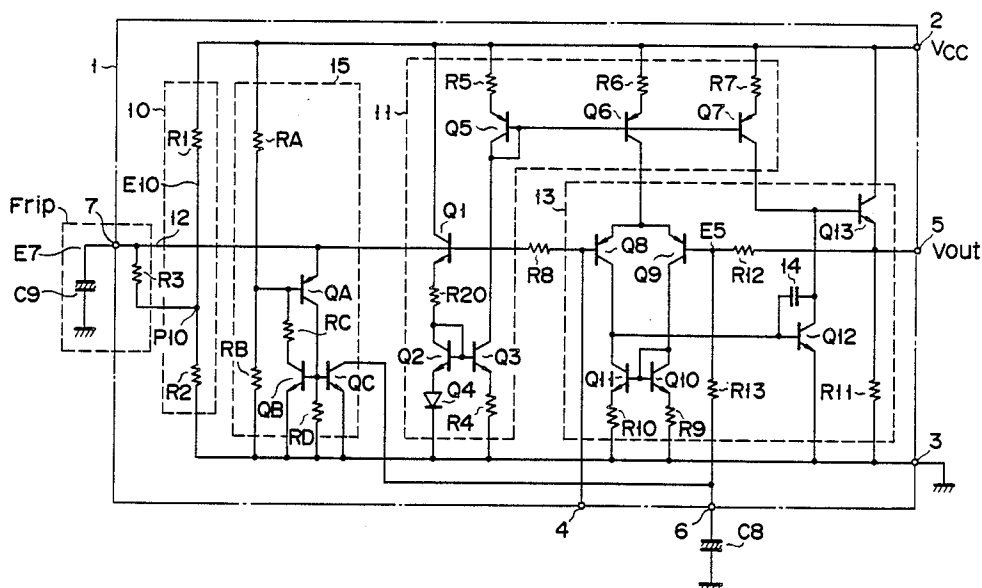 2
VCC
1
15
R5
R6
R7
10
11
Q6
Q7
Q5
R1
RA
E10
13
Frip
7
12
Q1
E5
Q13
5
Vout
E7
R8
Q8
Q9
R12
R3
QA
14
C9
R20
P10
RC
Q12
RB
Q2
Q3
R2
QC
Q11
Q10
R13
Q4
R11
QB
R4
RD
R10
R9
3
4
6
C8